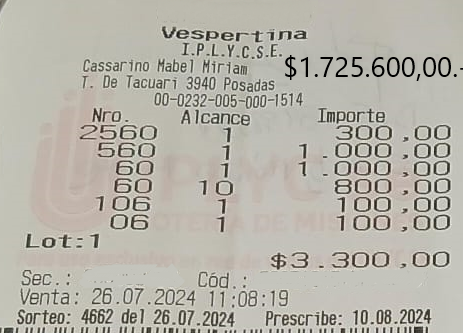 Vespertina
I.P.L.Y.C.S.E.
Cassarino Mabel Miriam
$1.725.600,00.-
T. De Tacuari 3940 Posadas
00-0232-005-000-1514
Nro. Alcance Importe
2560 1 300,00
560 1 1.000,00
60 1 1.000,00
60 10 800,00
106 1 100,00
06 1 100,00
Lot:1
$3.300,00
Sec.: Cód.:
Venta: 26.07.2024 11:08:19
Sorteo: 4662 del 26.07.2024 Prescribe: 10.08.2024